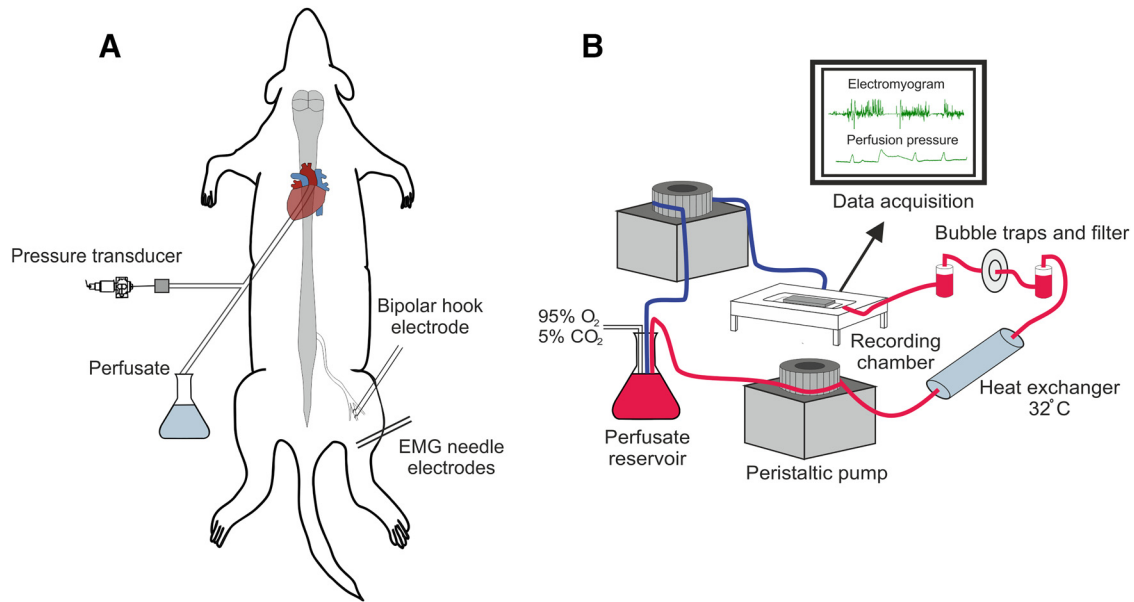 A
Pressure transducer
Bipolar hook
electrode
Perfusate
EMG needle
electrodes
B
Electromyogram
Perfusion pressure
Data acquisition
Bubble traps and filter
95% O₂
5% CO₂
Recording
chamber
Heat exchanger
32°C
Perfusate
reservoir
Peristaltic pump